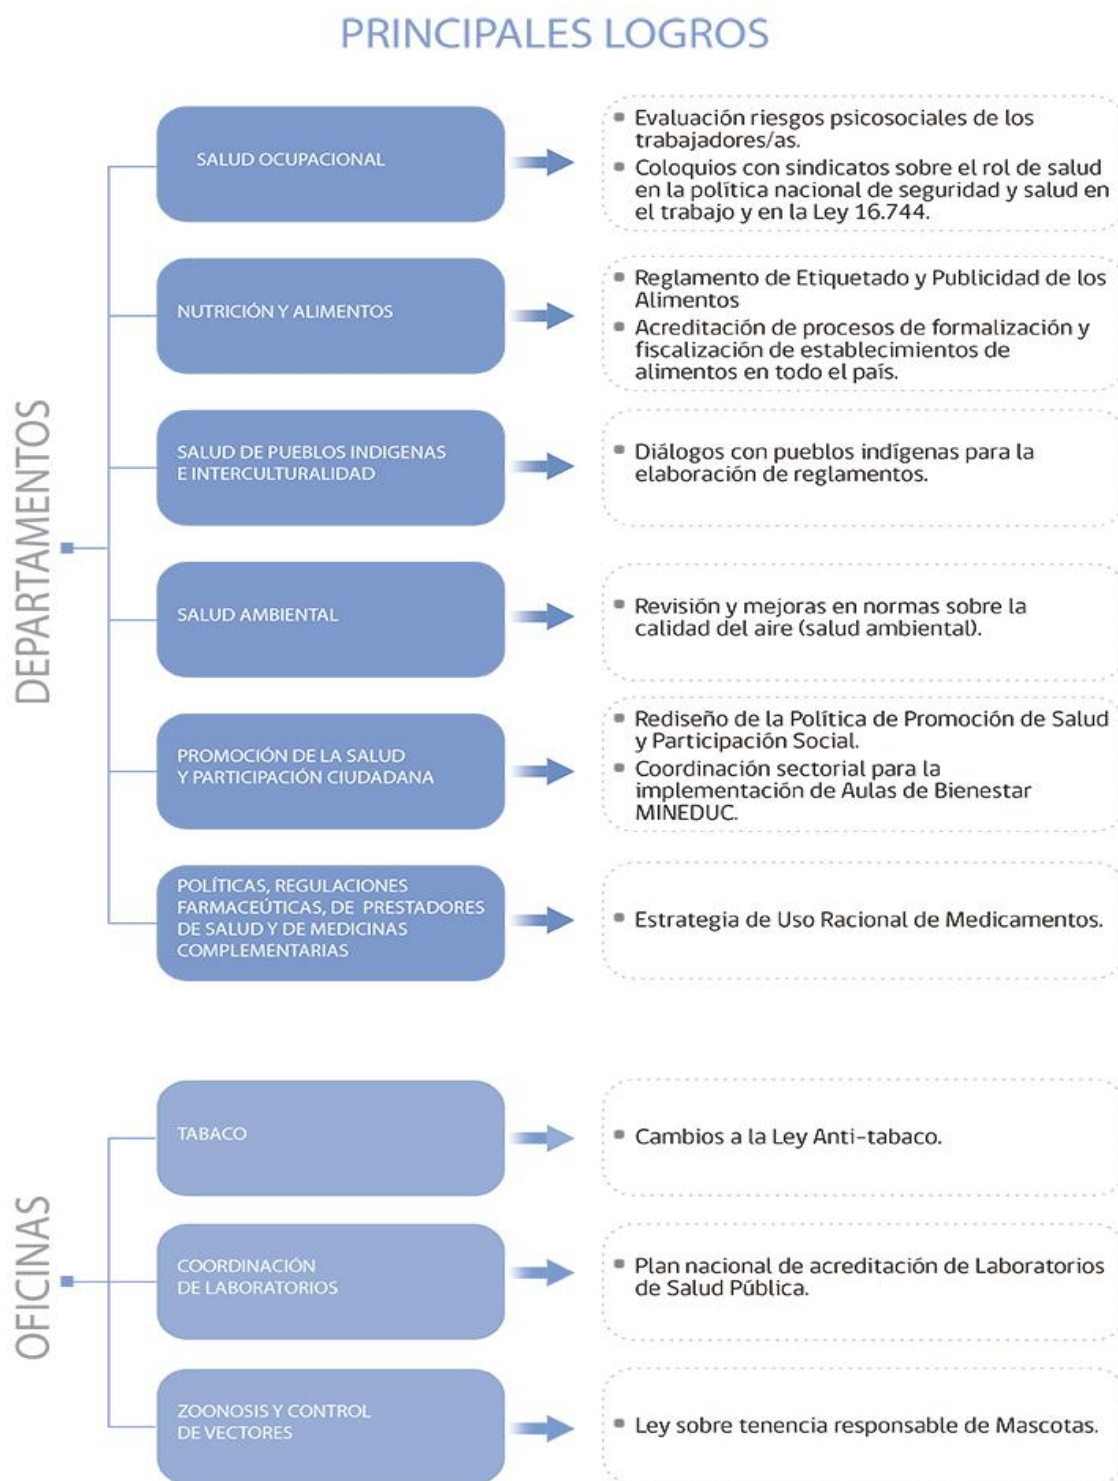 PRINCIPALES LOGROS
DEPARTAMENTOS
SALUD OCUPACIONAL
▪ Evaluación riesgos psicosociales de los
trabajadores/as.
▪ Coloquios con sindicatos sobre el rol de salud
en la política nacional de seguridad y salud en
el trabajo y en la Ley 16.744.
NUTRICIÓN Y ALIMENTOS
▪ Reglamento de Etiquetado y Publicidad de los
Alimentos
▪ Acreditación de procesos de formalización y
fiscalización de establecimientos de
alimentos en todo el país.
SALUD DE PUEBLOS INDIGENAS
E INTERCULTURALIDAD
▪ Diálogos con pueblos indígenas para la
elaboración de reglamentos.
SALUD AMBIENTAL
▪ Revisión y mejoras en normas sobre la
calidad del aire (salud ambiental).
PROMOCIÓN DE LA SALUD
Y PARTICIPACIÓN CIUDADANA
▪ Rediseño de la Política de Promoción de Salud
y Participación Social.
▪ Coordinación sectorial para la
implementación de Aulas de Bienestar
MINEDUC.
POLÍTICAS, REGULACIONES
FARMACEÚTICAS, DE PRESTADORES
DE SALUD Y DE MEDICINAS
COMPLEMENTARIAS
▪ Estrategia de Uso Racional de Medicamentos.
OFICINAS
TABACO
▪ Cambios a la Ley Anti-tabaco.
COORDINACIÓN
DE LABORATORIOS
▪ Plan nacional de acreditación de Laboratorios
de Salud Pública.
ZOONOSIS Y CONTROL
DE VECTORES
▪ Ley sobre tenencia responsable de Mascotas.